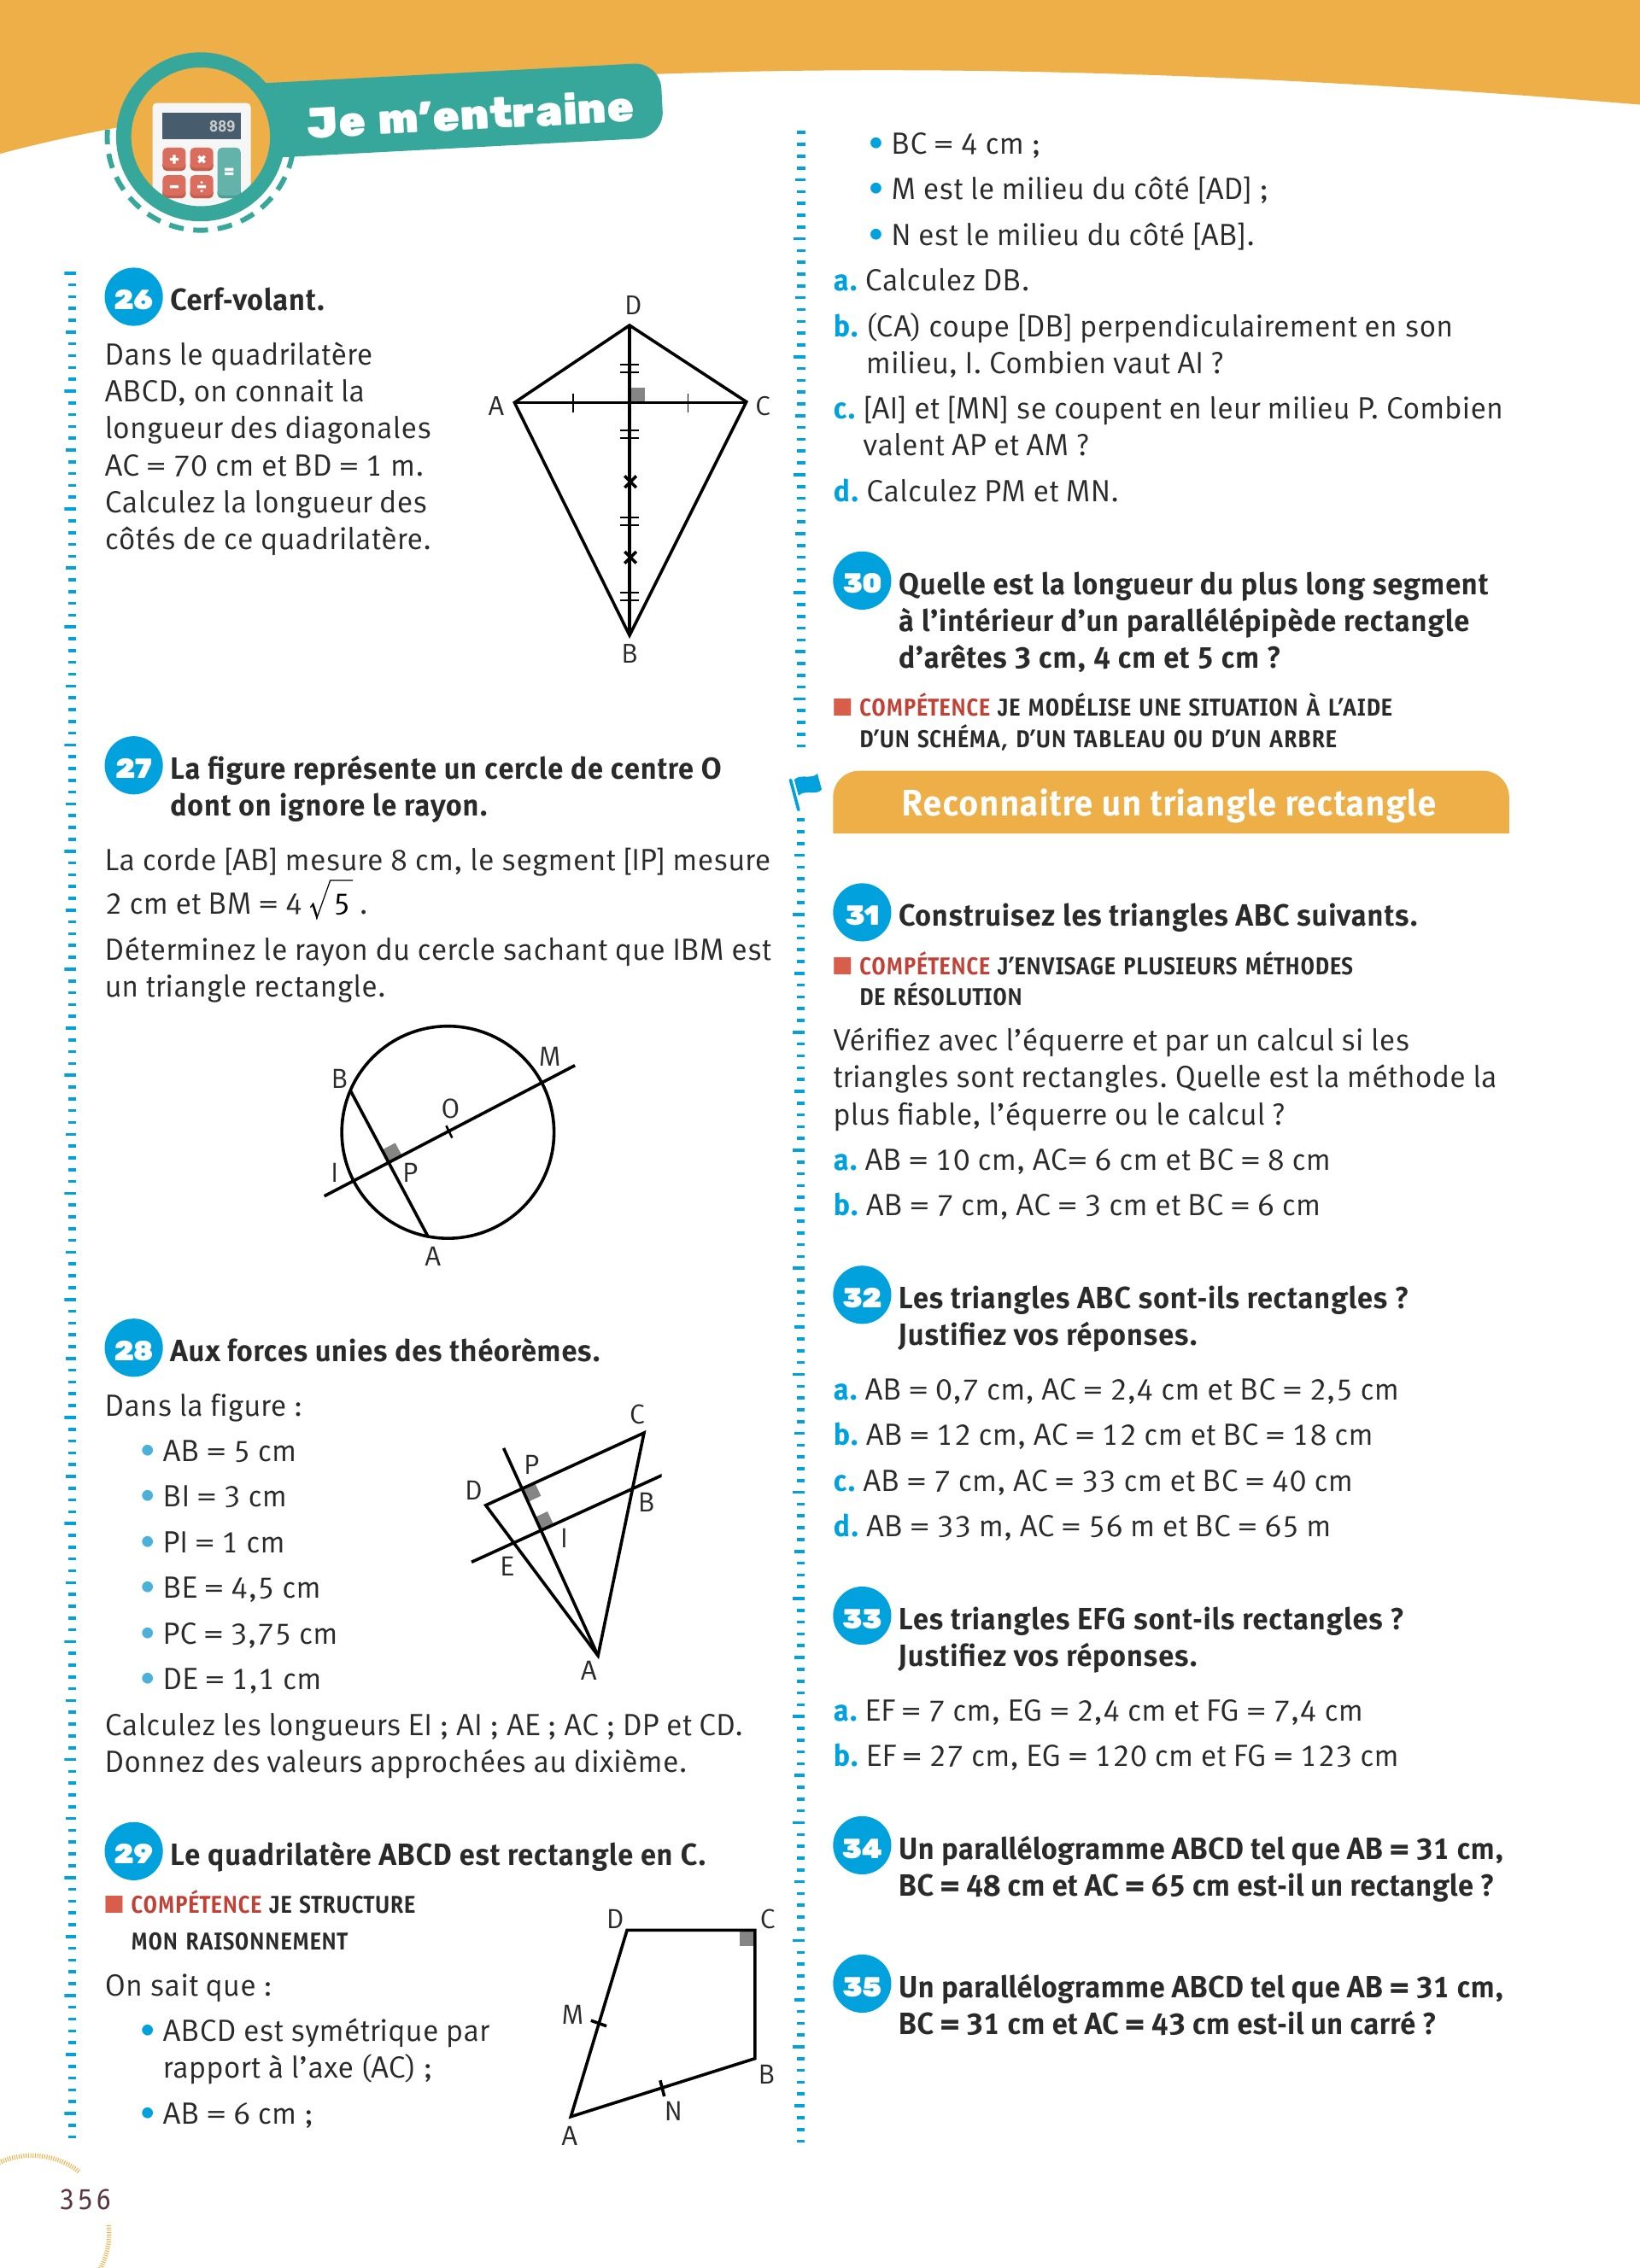 889
Je m'entraine
26 Cerf-volant.
Dans le quadrilatère
ABCD, on connait la
longueur des diagonales
AC = 70 cm et BD = 1 m.
Calculez la longueur des
côtés de ce quadrilatère.
D
A
C
B
27 La figure représente un cercle de centre O
dont on ignore le rayon.
La corde [AB] mesure 8 cm, le segment [IP] mesure
2 cm et BM = 4 √5 .
Déterminez le rayon du cercle sachant que IBM est
un triangle rectangle.
M
B
O
I
P
A
28 Aux forces unies des théorèmes.
Dans la figure :
• AB = 5 cm
• BI = 3 cm
• PI = 1 cm
• BE = 4,5 cm
• PC = 3,75 cm
• DE = 1,1 cm
C
P
D
B
I
E
A
Calculez les longueurs EI ; AI ; AE ; AC ; DP et CD.
Donnez des valeurs approchées au dixième.
29 Le quadrilatère ABCD est rectangle en C.
COMPÉTENCE JE STRUCTURE
MON RAISONNEMENT
On sait que :
• ABCD est symétrique par
rapport à l'axe (AC) ;
• AB = 6 cm ;
D
C
M
B
N
A
356
• BC = 4 cm ;
• M est le milieu du côté [AD] ;
• N est le milieu du côté [AB].
a. Calculez DB.
b. (CA) coupe [DB] perpendiculairement en son
milieu, I. Combien vaut AI ?
c. [AI] et [MN] se coupent en leur milieu P. Combien
valent AP et AM ?
d. Calculez PM et MN.
30 Quelle est la longueur du plus long segment
à l'intérieur d'un parallélépipède rectangle
d'arêtes 3 cm, 4 cm et 5 cm ?
COMPÉTENCE JE MODÉLISE UNE SITUATION À L'AIDE
D'UN SCHÉMA, D'UN TABLEAU OU D'UN ARBRE
Reconnaitre un triangle rectangle
31 Construisez les triangles ABC suivants.
COMPÉTENCE J'ENVISAGE PLUSIEURS MÉTHODES
DE RÉSOLUTION
Vérifiez avec l'équerre et par un calcul si les
triangles sont rectangles. Quelle est la méthode la
plus fiable, l'équerre ou le calcul ?
a. AB = 10 cm, AC= 6 cm et BC = 8 cm
b. AB = 7 cm, AC = 3 cm et BC = 6 cm
32 Les triangles ABC sont-ils rectangles ?
Justifiez vos réponses.
a. AB = 0,7 cm, AC = 2,4 cm et BC = 2,5 cm
b. AB = 12 cm, AC = 12 cm et BC = 18 cm
c. AB = 7 cm, AC = 33 cm et BC = 40 cm
d. AB = 33 m, AC = 56 m et BC = 65 m
33 Les triangles EFG sont-ils rectangles ?
Justifiez vos réponses.
a. EF = 7 cm, EG = 2,4 cm et FG = 7,4 cm
b. EF = 27 cm, EG = 120 cm et FG = 123 cm
34 Un parallélogramme ABCD tel que AB = 31 cm,
BC = 48 cm et AC = 65 cm est-il un rectangle ?
35 Un parallélogramme ABCD tel que AB = 31 cm,
BC = 31 cm et AC = 43 cm est-il un carré ?